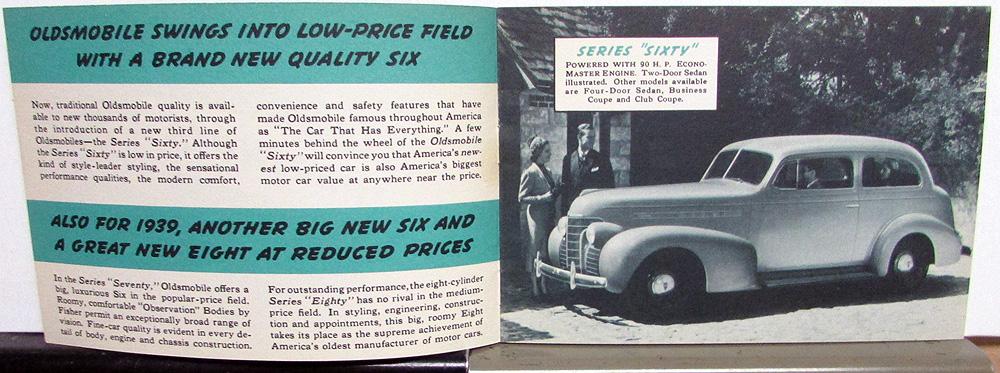 OLDSMOBILE SWINGS INTO LOW-PRICE FIELD
WITH A BRAND NEW QUALITY SIX
Now, traditional Oldsmobile quality is avail-
able to new thousands of motorists, through
the introduction of a new third line of
Oldsmobiles—the Series "Sixty." Although
the Series "Sixty" is low in price, it offers the
kind of style-leader styling, the sensational
performance qualities, the modern comfort,
convenience and safety features that have
made Oldsmobile famous throughout America
as "The Car That Has Everything." A few
minutes behind the wheel of the Oldsmobile
"Sixty" will convince you that America's new-
est low-priced car is also America's biggest
motor car value at anywhere near the price.
ALSO FOR 1939, ANOTHER BIG NEW SIX AND
A GREAT NEW EIGHT AT REDUCED PRICES
In the Series "Seventy," Oldsmobile offers a
big, luxurious Six in the popular-price field.
Roomy, comfortable "Observation" Bodies by
Fisher permit an exceptionally broad range of
vision. Fine-car quality is evident in every de-
tail of body, engine and chassis construction.
For outstanding performance, the eight-cylinder
Series "Eighty" has no rival in the medium-
price field. In styling, engineering, construc-
tion and appointments, this big, roomy Eight
takes its place as the supreme achievement of
America's oldest manufacturer of motor cars.
SERIES "SIXTY"
POWERED WITH 90 H. P. ECONO-
MASTER ENGINE. TWO-DOOR SEDAN
ILLUSTRATED. OTHER MODELS AVAILABLE
ARE FOUR-DOOR SEDAN, BUSINESS
COUPE AND CLUB COUPE.